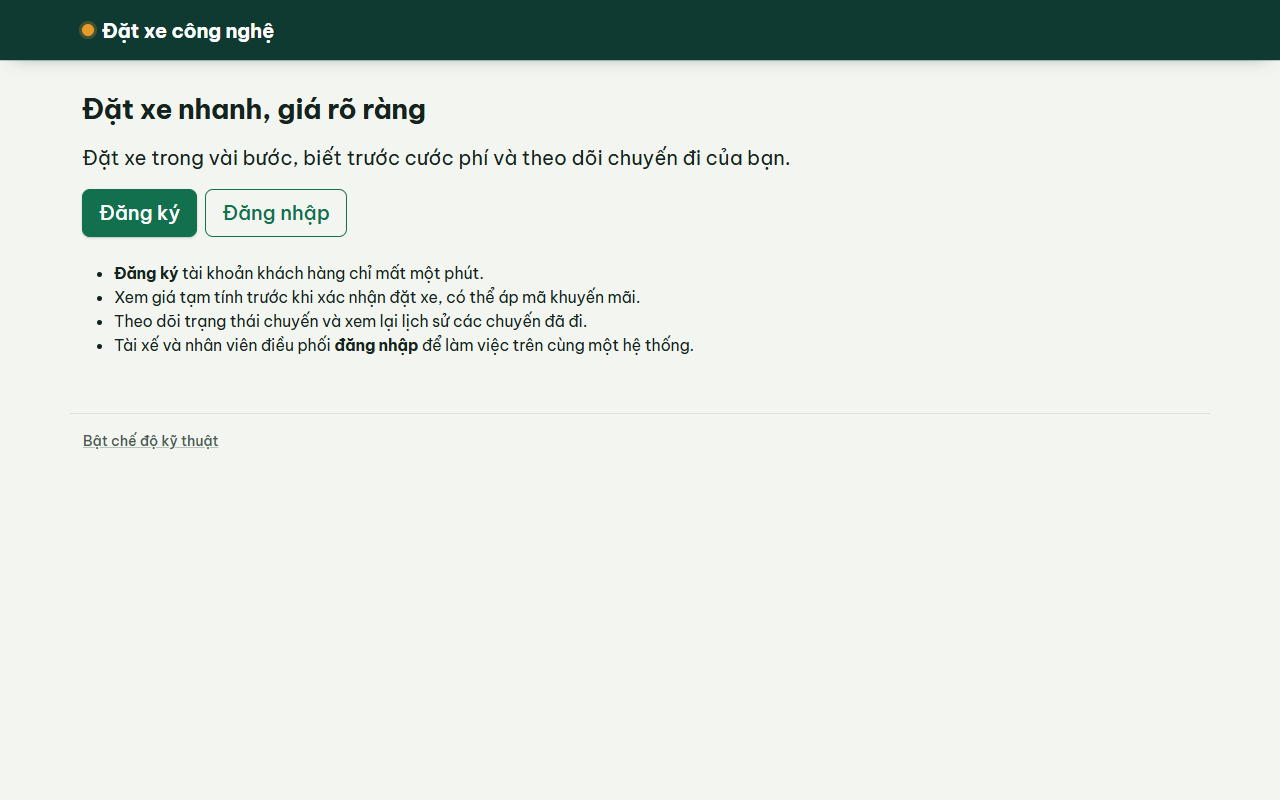 Đặt xe công nghệ
Đặt xe nhanh, giá rõ ràng
Đặt xe trong vài bước, biết trước cước phí và theo dõi chuyến đi của bạn.
Đăng ký
Đăng nhập
Đăng ký tài khoản khách hàng chỉ mất một phút.
Xem giá tạm tính trước khi xác nhận đặt xe, có thể áp mã khuyến mãi.
Theo dõi trạng thái chuyến và xem lại lịch sử các chuyến đã đi.
Tài xế và nhân viên điều phối đăng nhập để làm việc trên cùng một hệ thống.
Bật chế độ kỹ thuật